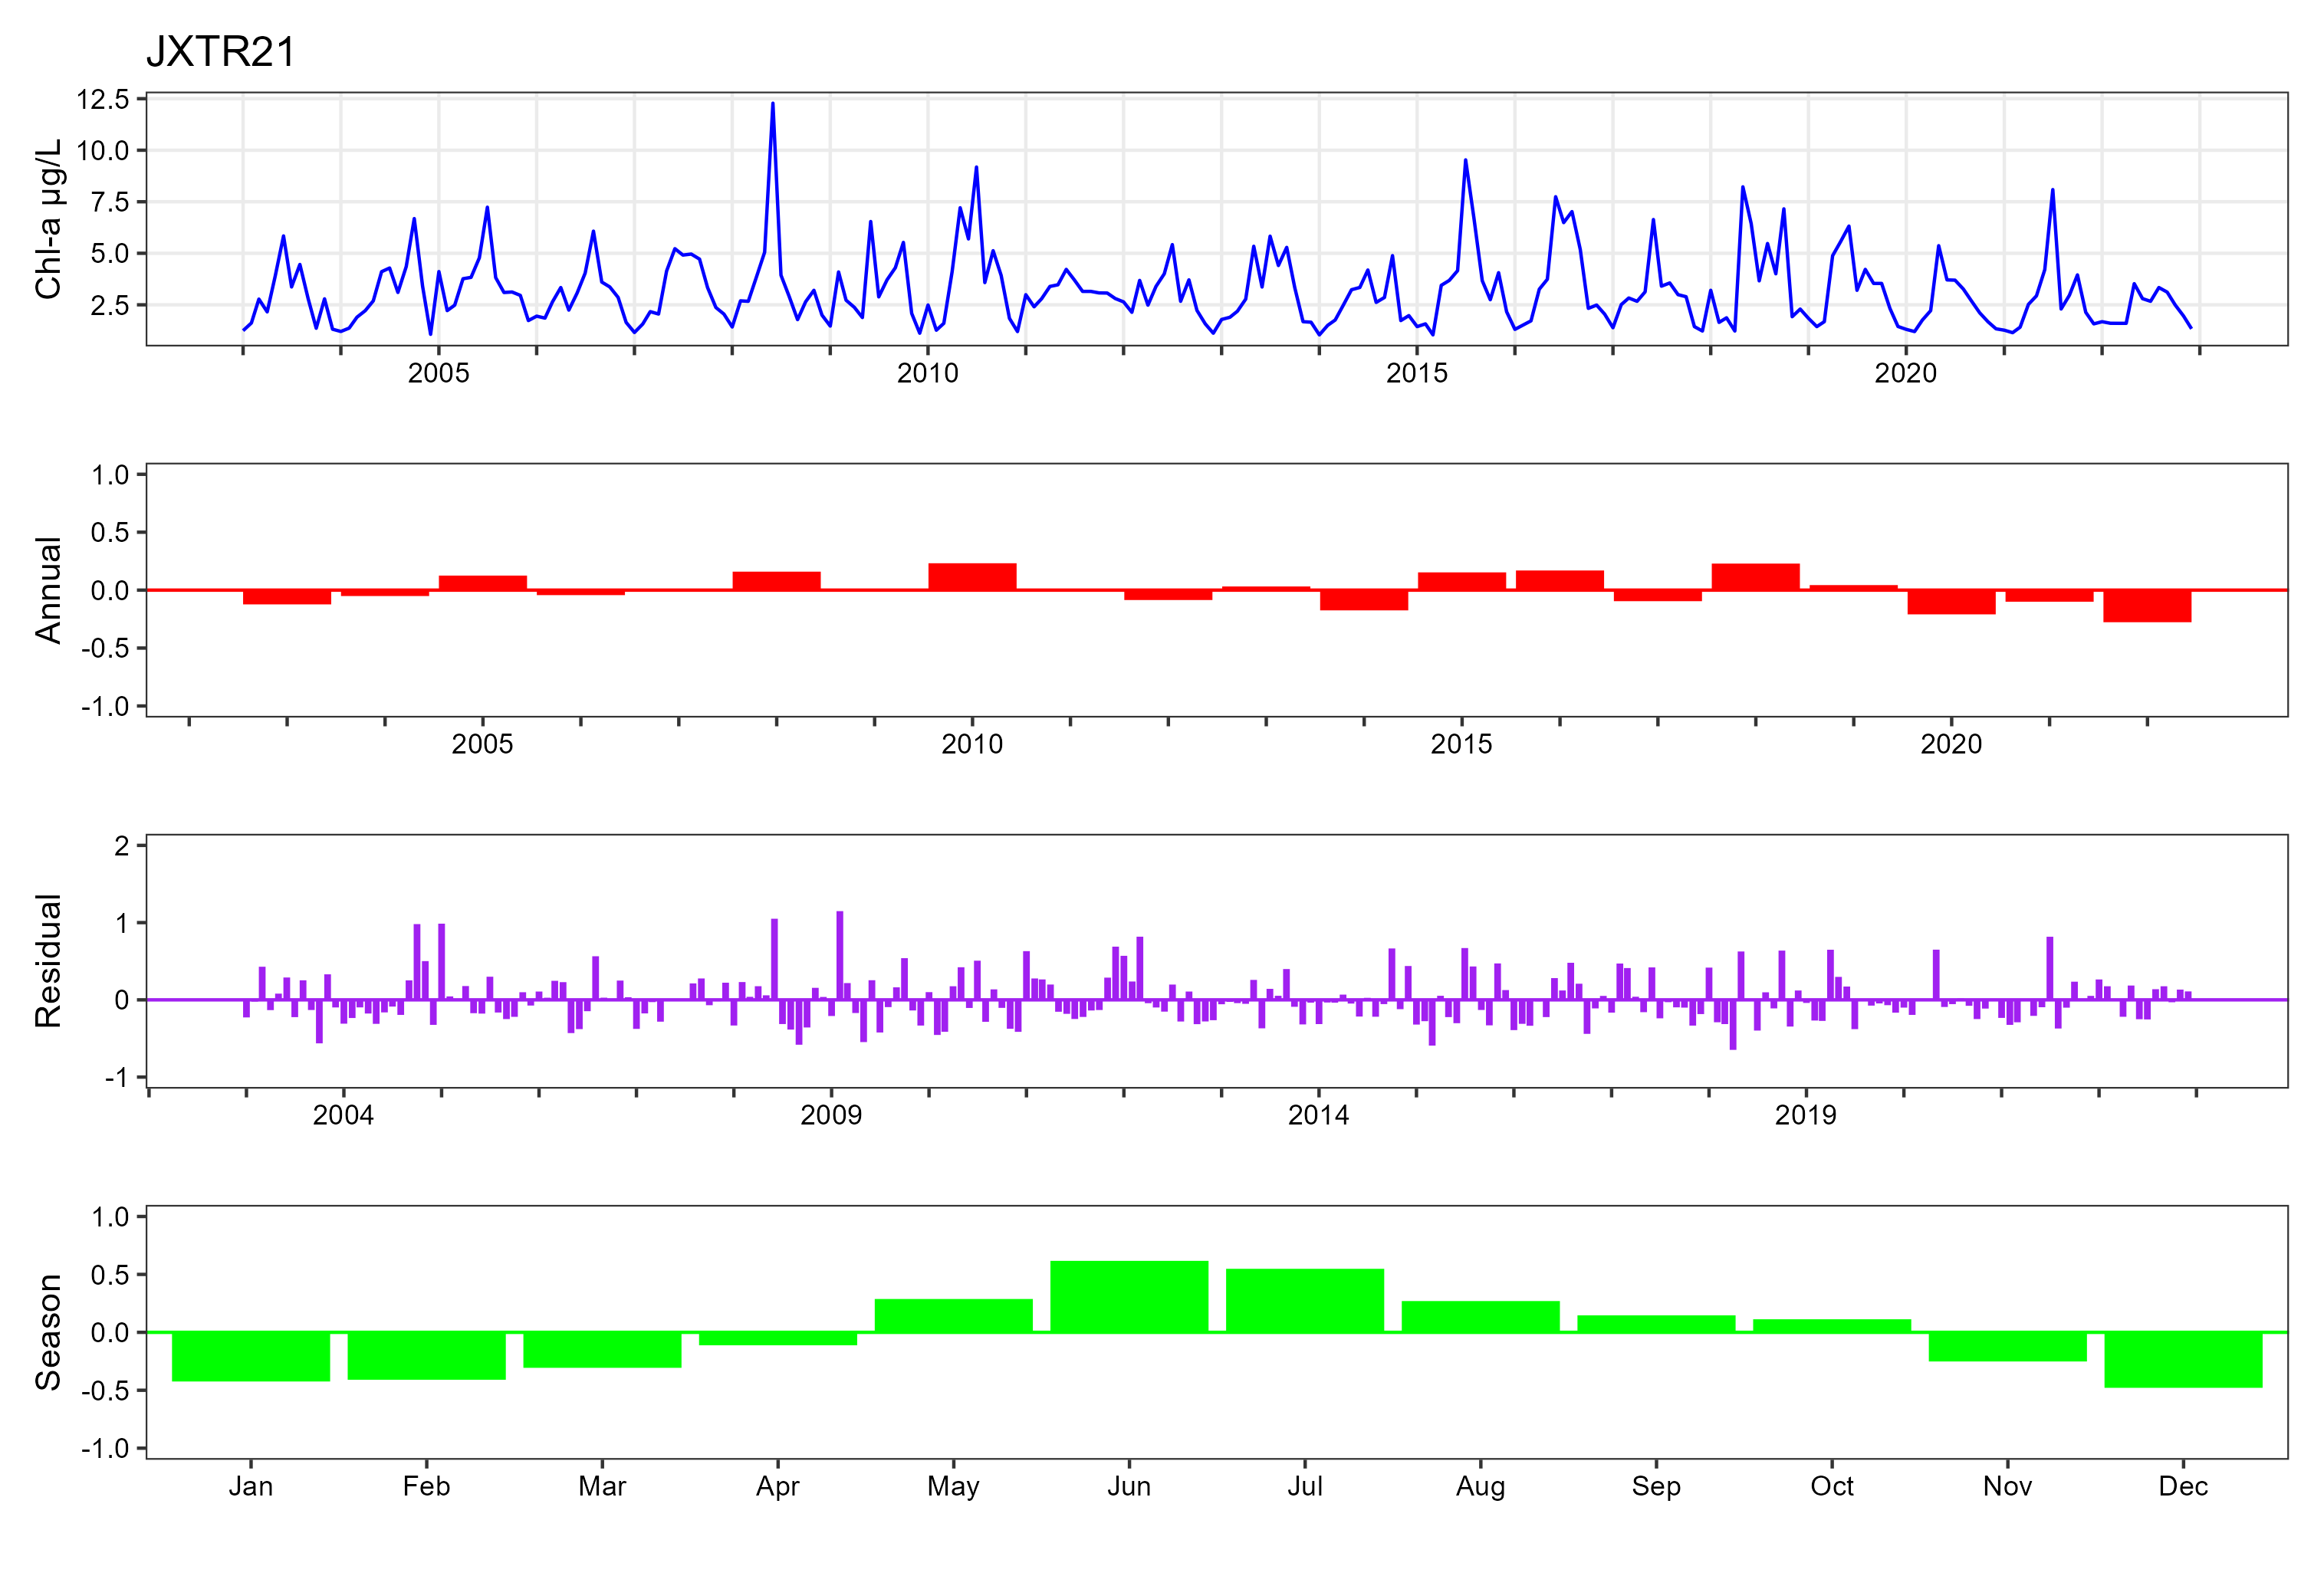 JXTR21
Chl-a µg/L
12.5
10.0
7.5
5.0
2.5
2005 2010 2015 2020
Annual
1.0
0.5
0.0
-0.5
-1.0
2005 2010 2015 2020
Residual
2
1
0
-1
2004 2009 2014 2019
Season
1.0
0.5
0.0
-0.5
-1.0
Jan Feb Mar Apr May Jun Jul Aug Sep Oct Nov Dec